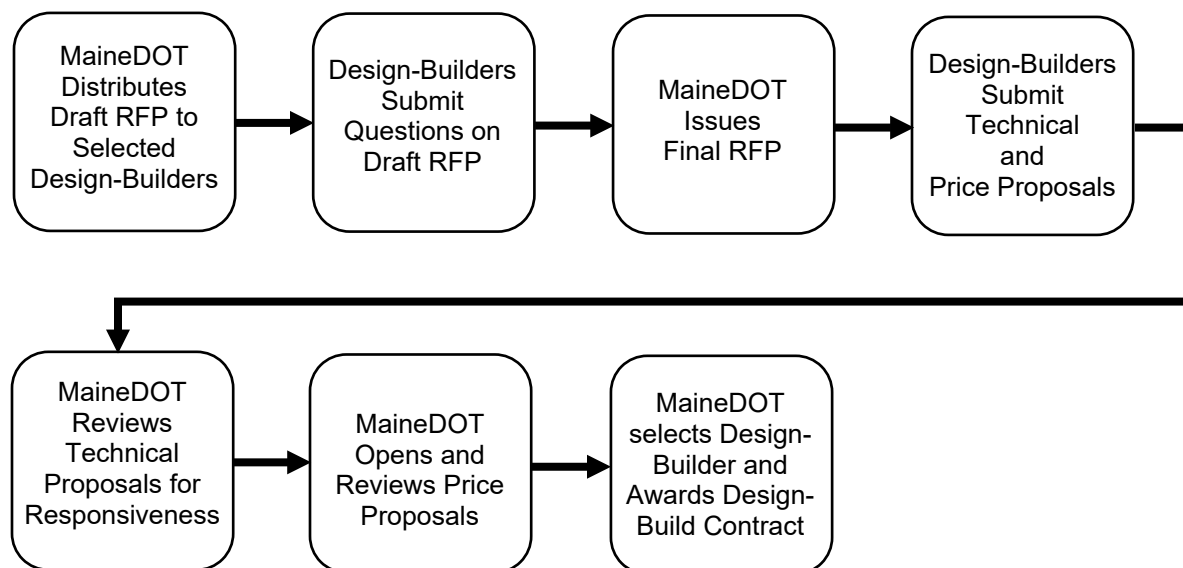 MaineDOT
Distributes
Draft RFP to
Selected
Design-Builders
Design-Builders
Submit
Questions on
Draft RFP
MaineDOT
Issues
Final RFP
Design-Builders
Submit
Technical
and
Price Proposals
MaineDOT
Reviews
Technical
Proposals for
Responsiveness
MaineDOT
Opens and
Reviews Price
Proposals
MaineDOT
selects Design-
Builder and
Awards Design-
Build Contract